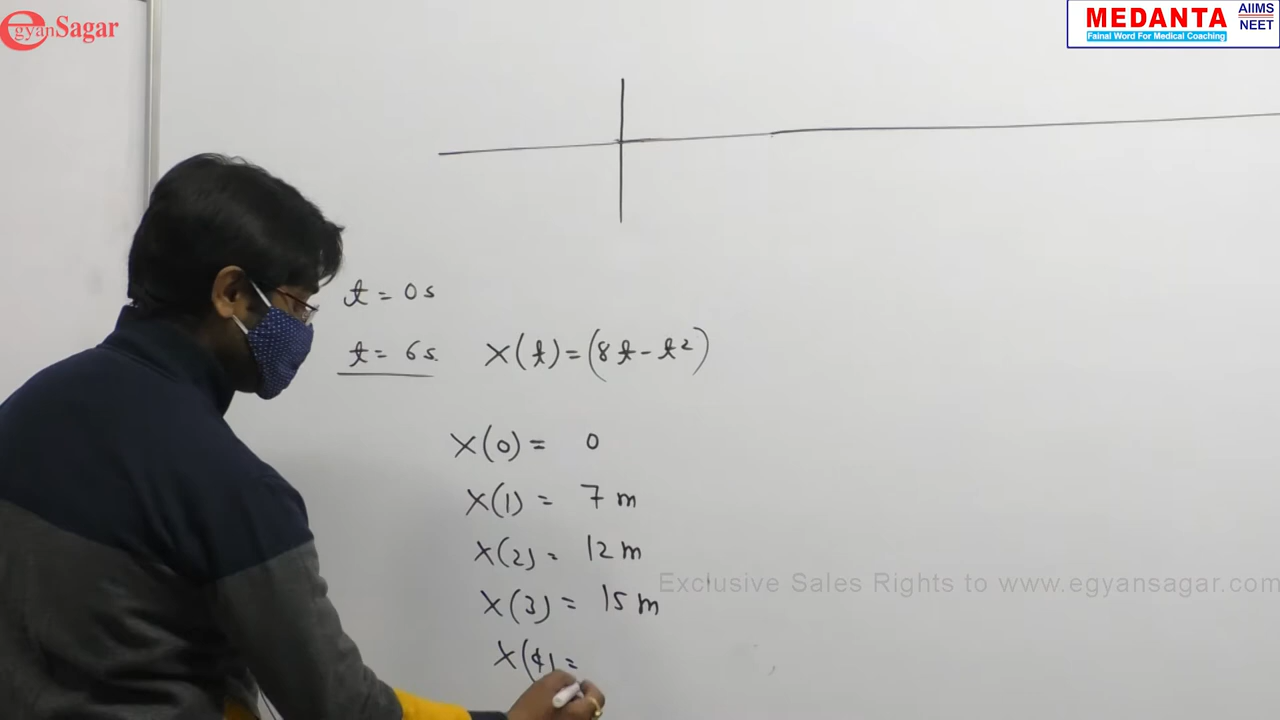 egyanSagar
MEDANTA
Fainal Word For Medical Coaching
AIIMS
NEET
t = 0 s
t = 6 s. X(t) = (8t - t²)
X(0) = 0
X(1) = 7 m
X(2) = 12 m
X(3) = 15 m
X(4) =
Exclusive Sales Rights to www.egyansagar.com